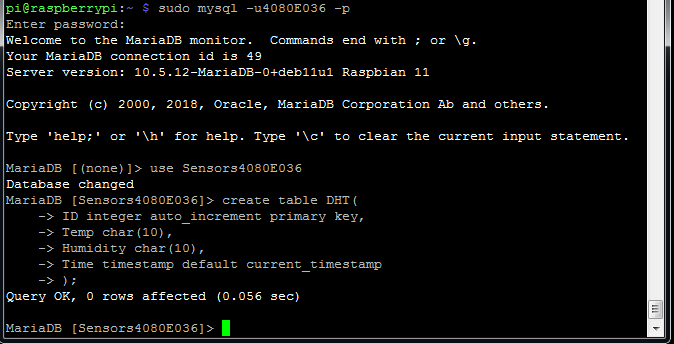 pi@raspberrypi:~ $ sudo mysql -u4080E036 -p
Enter password:
Welcome to the MariaDB monitor.  Commands end with ; or \g.
Your MariaDB connection id is 49
Server version: 10.5.12-MariaDB-0+deb11u1 Raspbian 11
Copyright (c) 2000, 2018, Oracle, MariaDB Corporation Ab and others.
Type 'help;' or '\h' for help. Type '\c' to clear the current input statement.
MariaDB [(none)]> use Sensors4080E036
Database changed
MariaDB [Sensors4080E036]> create table DHT(
    -> ID integer auto_increment primary key,
    -> Temp char(10),
    -> Humidity char(10),
    -> Time timestamp default current_timestamp
    -> );
Query OK, 0 rows affected (0.056 sec)
MariaDB [Sensors4080E036]>